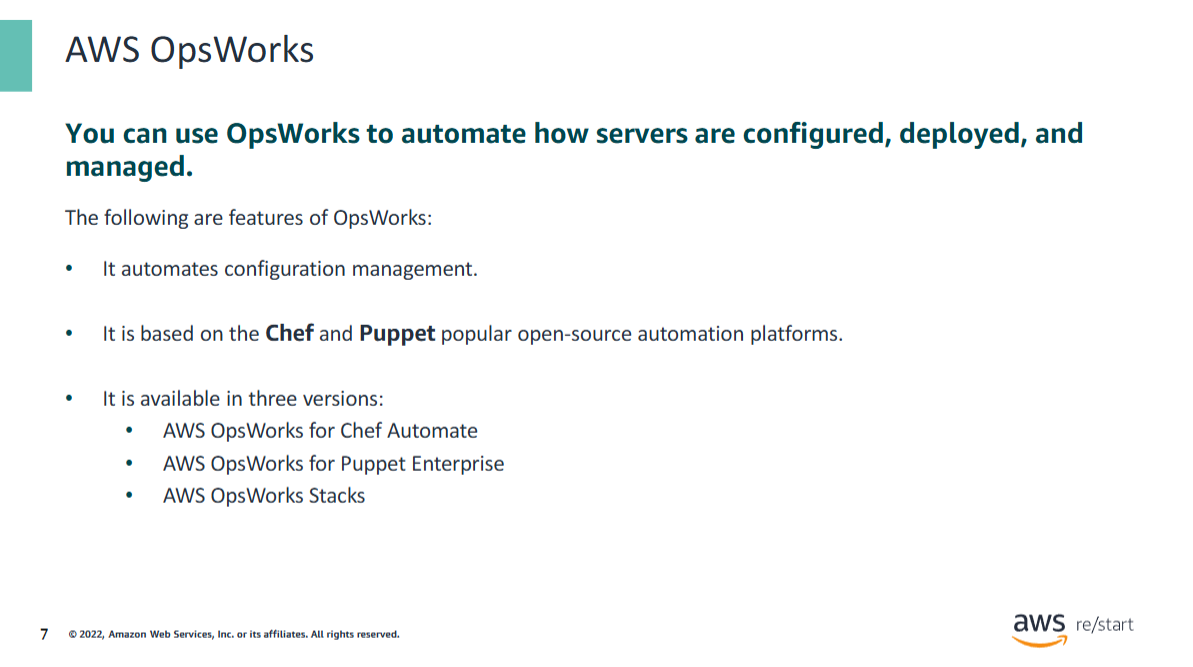 AWS OpsWorks
You can use OpsWorks to automate how servers are configured, deployed, and
managed.
The following are features of OpsWorks:
• It automates configuration management.
• It is based on the Chef and Puppet popular open-source automation platforms.
• It is available in three versions:
• AWS OpsWorks for Chef Automate
• AWS OpsWorks for Puppet Enterprise
• AWS OpsWorks Stacks
7 © 2022, Amazon Web Services, Inc. or its affiliates. All rights reserved.
aws re/start